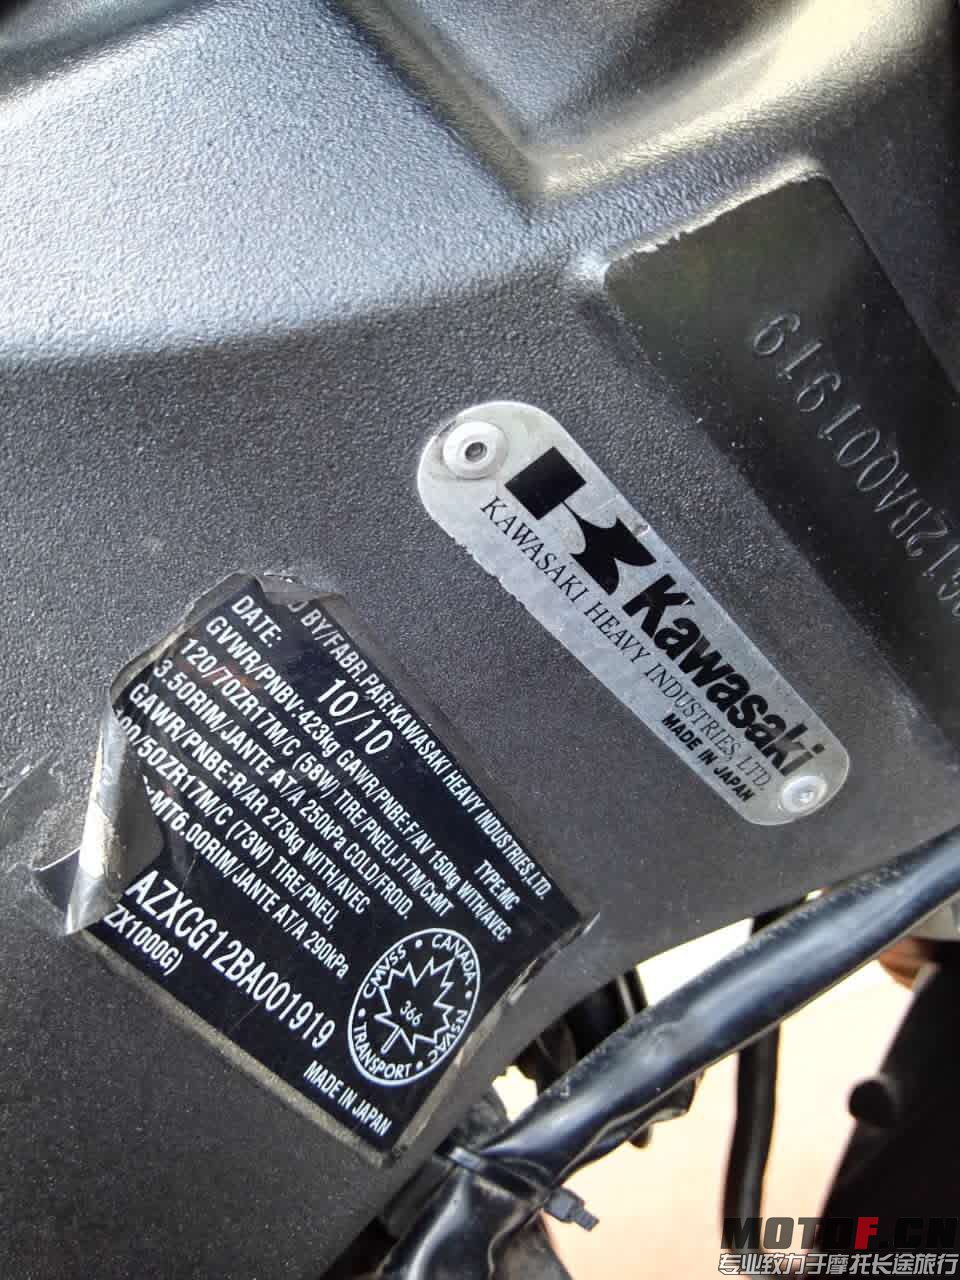 919
12BA001919
Kawasaki
KAWASAKI HEAVY INDUSTRIES, LTD.
MADE IN JAPAN
D BY/FABR.PAR:KAWASAKI HEAVY INDUSTRIES,LTD.
DATE: 10/10 TYPE:MC
GVWR/PNBV:423kg GAWR/PNBE:F/AV 150kg WITH/AVEC
120/70ZR17M/C (58W) TIRE/PNEU,J17M/CXMT
3.50RIM/JANTE AT/A 250kPa COLD/FROID.
GAWR/PNBE:R/AR 273kg WITH/AVEC
/50ZR17M/C (73W) TIRE/PNEU,
MT6.00RIM/JANTE AT/A 290kPa
AZXCG12BA001919
ZX1000G)
MADE IN JAPAN
CANADA NSVAC
CMVSS TRANSPORT
366
MOTOF.CN
专业致力于摩托长途旅行